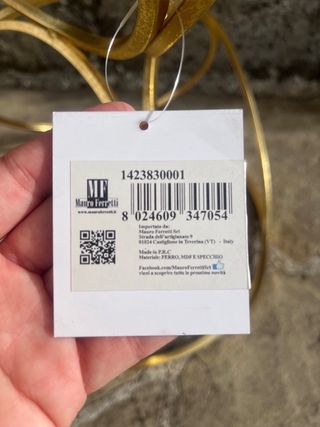 MF
Mauro Ferretti
www.mauroferretti.it
1423830001
8 024609 347054
Importato da:
Mauro Ferretti Srl
Strada dell'artigianato 9
01024 Castiglione in Teverina (VT) - Italy
Made in P.R.C
Materiale: FERRO, MDF E SPECCHIO
Facebook.com/MauroFerrettiSrl
vieni a scoprire tutte le prossime novità